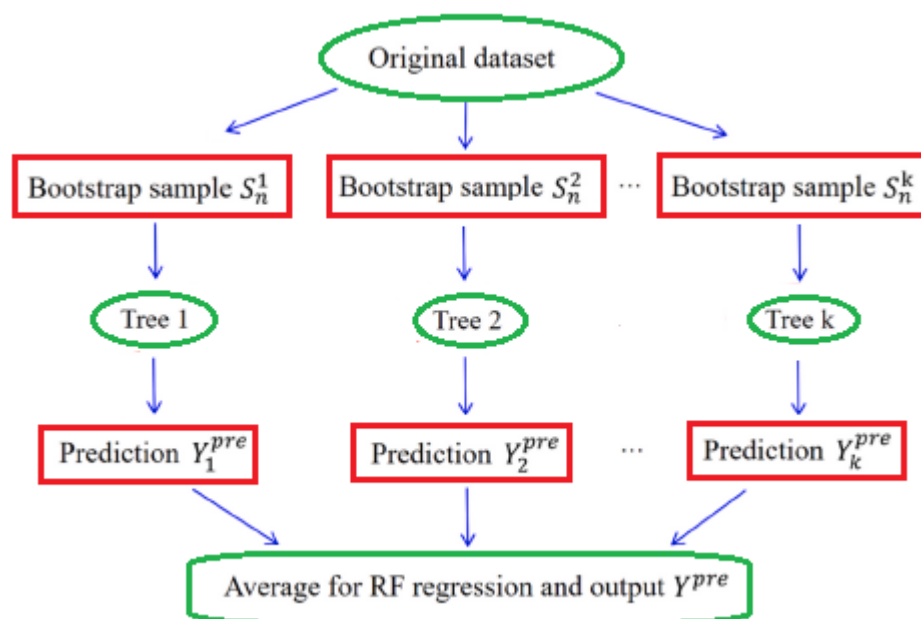 Original dataset
Bootstrap sample $S_n^1$
Bootstrap sample $S_n^2$
...
Bootstrap sample $S_n^k$
Tree 1
Tree 2
Tree k
Prediction $Y_1^{pre}$
Prediction $Y_2^{pre}$
...
Prediction $Y_k^{pre}$
Average for RF regression and output $Y^{pre}$